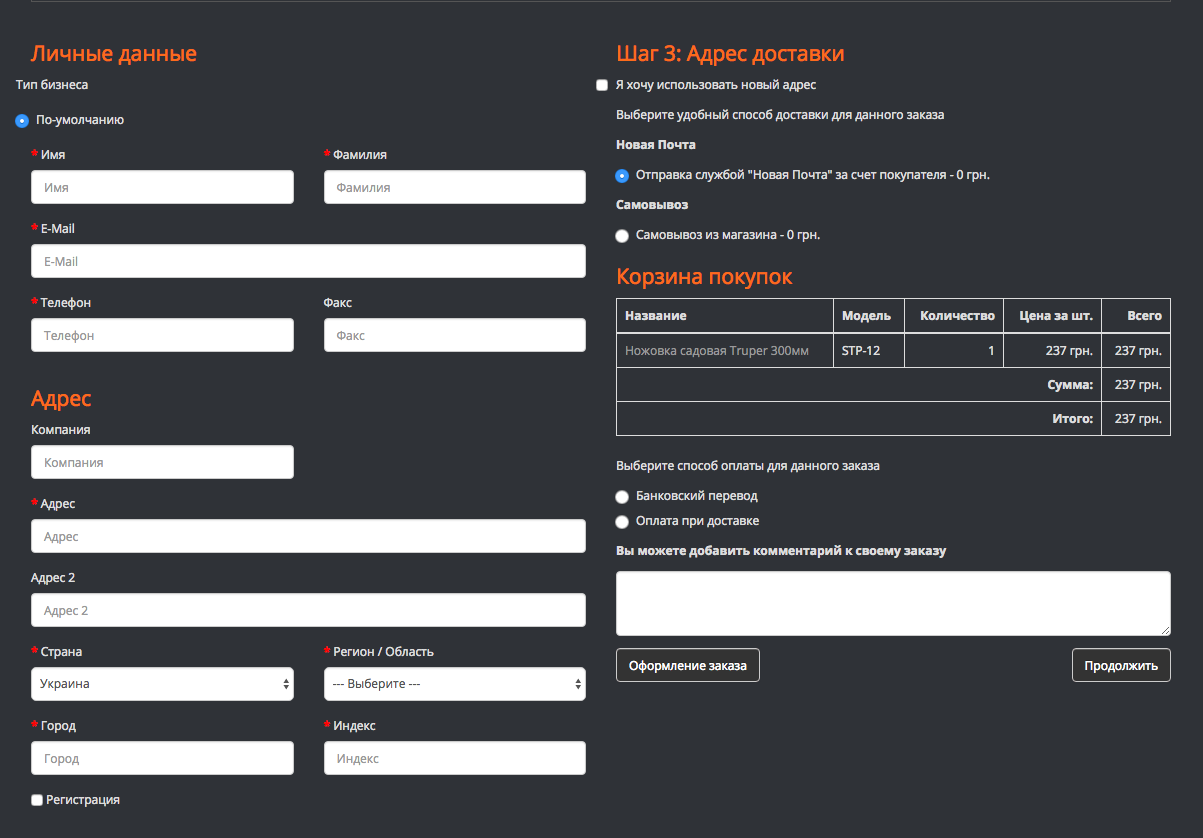 Личные данные
Тип бизнеса
По-умолчанию
* Имя * Фамилия
Имя Фамилия
* E-Mail
E-Mail
* Телефон Факс
Телефон Факс
Адрес
Компания
Компания
* Адрес
Адрес
Адрес 2
Адрес 2
* Страна * Регион / Область
Украина --- Выберите ---
* Город * Индекс
Город Индекс
Регистрация
Шаг 3: Адрес доставки
Я хочу использовать новый адрес
Выберите удобный способ доставки для данного заказа
Новая Почта
Отправка службой "Новая Почта" за счет покупателя - 0 грн.
Самовывоз
Самовывоз из магазина - 0 грн.
Корзина покупок
Название Модель Количество Цена за шт. Всего
Ножовка садовая Truper 300мм STP-12 1 237 грн. 237 грн.
Сумма: 237 грн.
Итого: 237 грн.
Выберите способ оплаты для данного заказа
Банковский перевод
Оплата при доставке
Вы можете добавить комментарий к своему заказу
Оформление заказа Продолжить